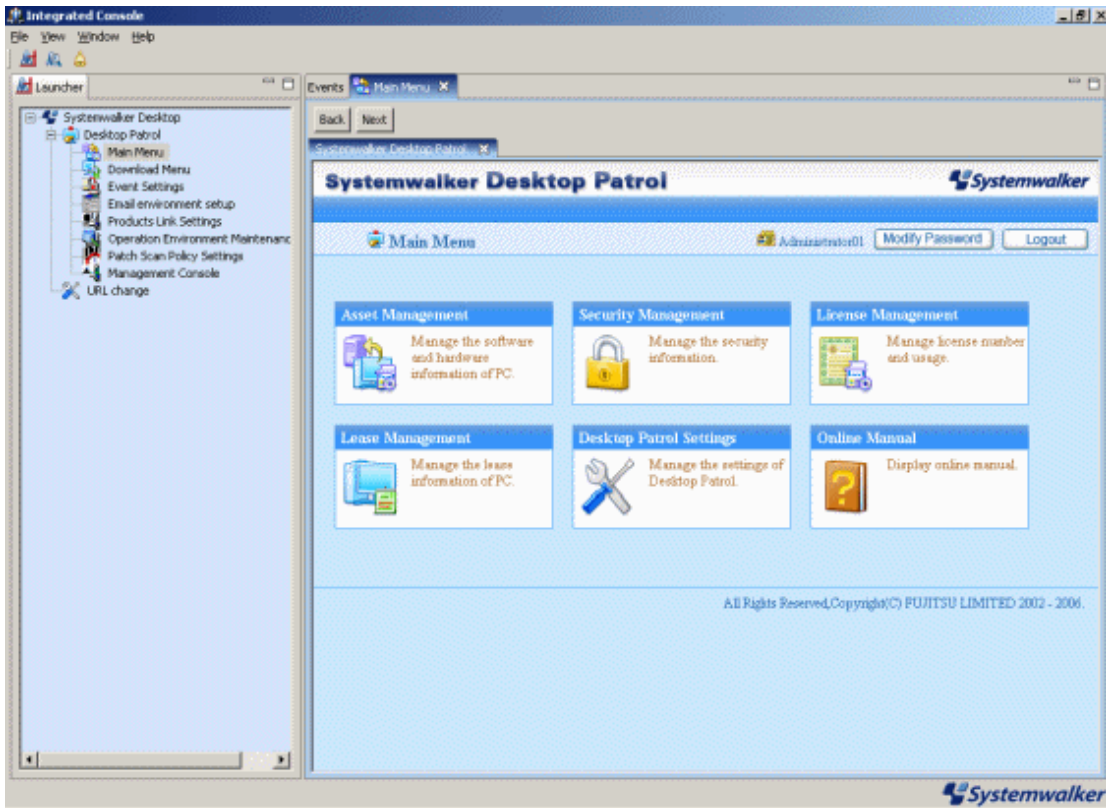 Integrated Console
File View Window Help
Launcher
Systemwalker Desktop
Desktop Patrol
Main Menu
Download Menu
Event Settings
Email environment setup
Products Link Settings
Operation Environment Maintenanc
Patch Scan Policy Settings
Management Console
URL change
Events Main Menu
Back Next
Systemwalker Desktop Patrol
Systemwalker Desktop Patrol Systemwalker
Main Menu Administrator01 Modify Password Logout
Asset Management
Manage the software
and hardware
information of PC.
Security Management
Manage the security
information.
License Management
Manage license number
and usage.
Lease Management
Manage the lease
information of PC.
Desktop Patrol Settings
Manage the settings of
Desktop Patrol.
Online Manual
Display online manual.
All Rights Reserved,Copyright(C) FUJITSU LIMITED 2002 - 2006.
Systemwalker